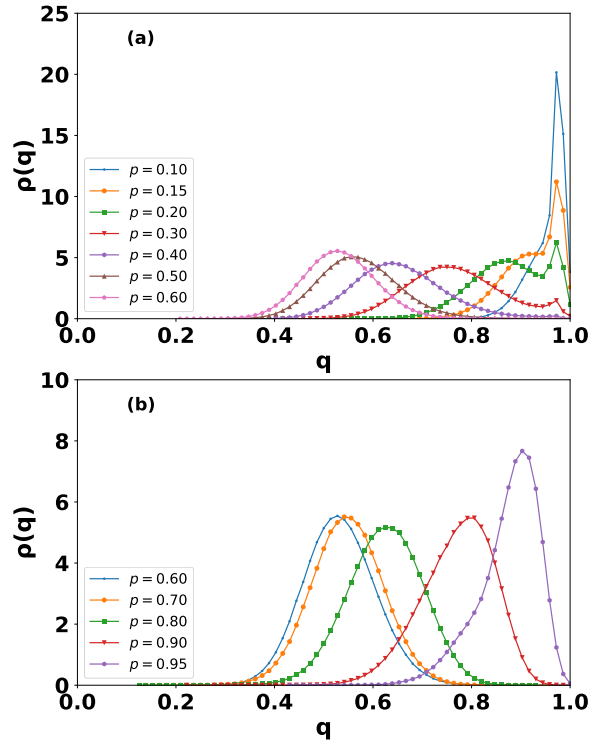 25
(a)
20
15
ρ(q)
10
5
0
p = 0.10
p = 0.15
p = 0.20
p = 0.30
p = 0.40
p = 0.50
p = 0.60
0.0 0.2 0.4 0.6 0.8 1.0
q
10
(b)
8
6
ρ(q)
4
2
0
p = 0.60
p = 0.70
p = 0.80
p = 0.90
p = 0.95
0.0 0.2 0.4 0.6 0.8 1.0
q